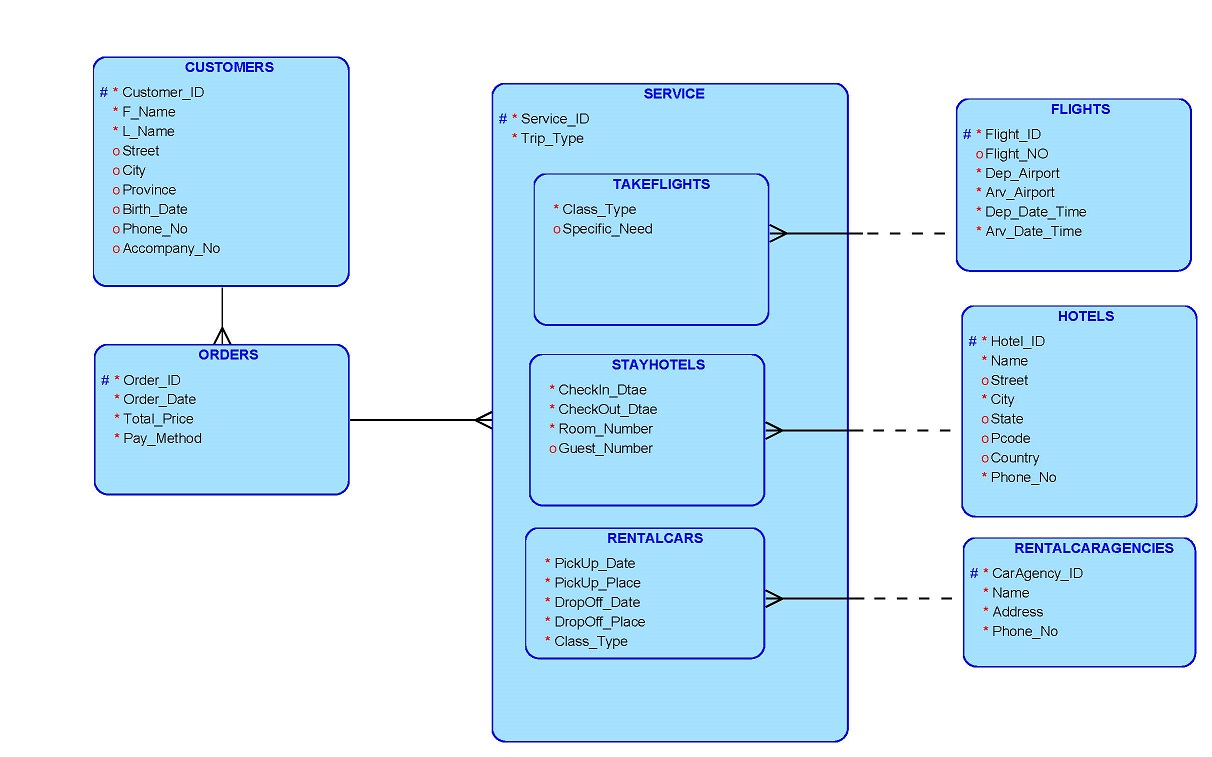 CUSTOMERS
# * Customer_ID
* F_Name
* L_Name
o Street
o City
o Province
o Birth_Date
o Phone_No
o Accompany_No
ORDERS
# * Order_ID
* Order_Date
* Total_Price
* Pay_Method
SERVICE
# * Service_ID
* Trip_Type
TAKEFLIGHTS
* Class_Type
o Specific_Need
STAYHOTELS
* CheckIn_Dtae
* CheckOut_Dtae
* Room_Number
o Guest_Number
RENTALCARS
* PickUp_Date
* PickUp_Place
* DropOff_Date
* DropOff_Place
* Class_Type
FLIGHTS
# * Flight_ID
o Flight_NO
* Dep_Airport
* Arv_Airport
* Dep_Date_Time
* Arv_Date_Time
HOTELS
# * Hotel_ID
* Name
o Street
* City
o State
o Pcode
o Country
* Phone_No
RENTALCARAGENCIES
# * CarAgency_ID
* Name
* Address
* Phone_No